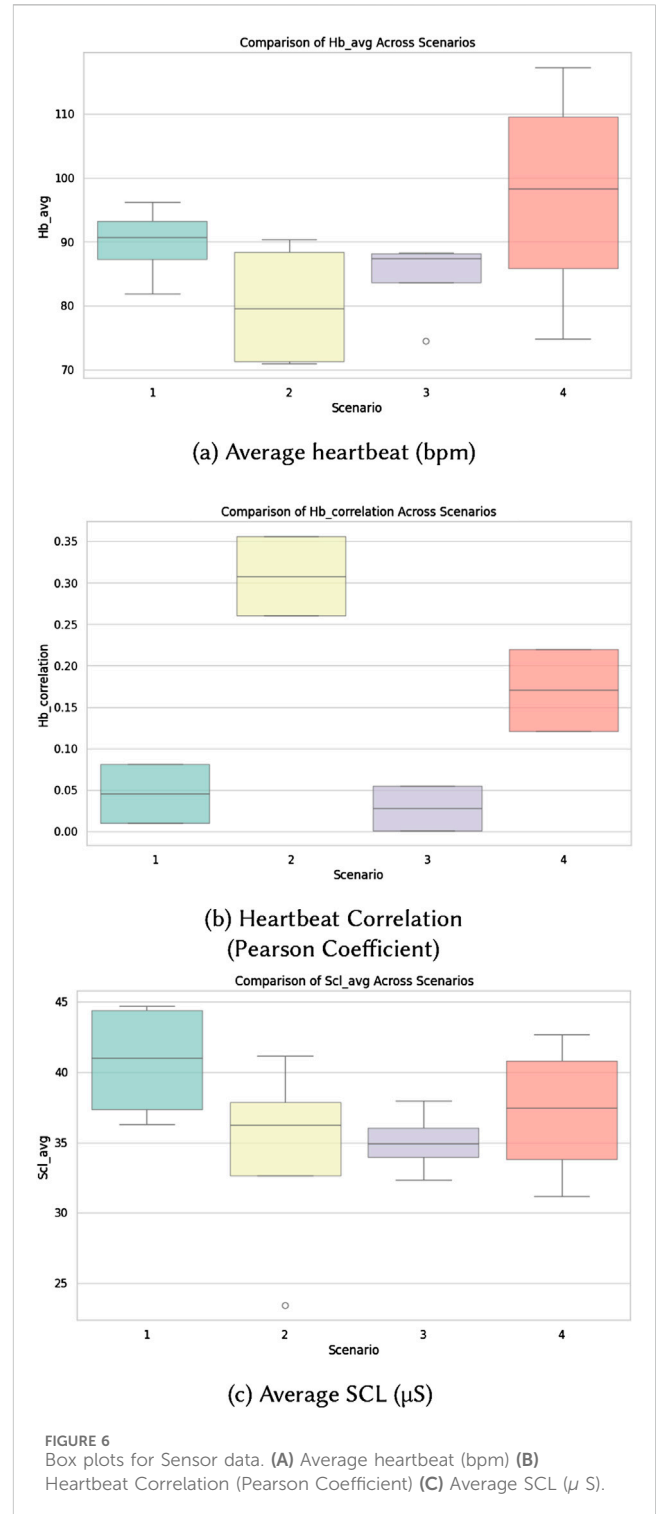 Comparison of Hb_avg Across Scenarios
110
100
90
80
70
Hb_avg
1 2 3 4
Scenario
(a) Average heartbeat (bpm)
Comparison of Hb_correlation Across Scenarios
0.35
0.30
0.25
0.20
0.15
0.10
0.05
0.00
Hb_correlation
1 2 3 4
Scenario
(b) Heartbeat Correlation
(Pearson Coefficient)
Comparison of Scl_avg Across Scenarios
45
40
35
30
25
Scl_avg
1 2 3 4
Scenario
(c) Average SCL (μS)
FIGURE 6
Box plots for Sensor data. (A) Average heartbeat (bpm) (B)
Heartbeat Correlation (Pearson Coefficient) (C) Average SCL (μ S).